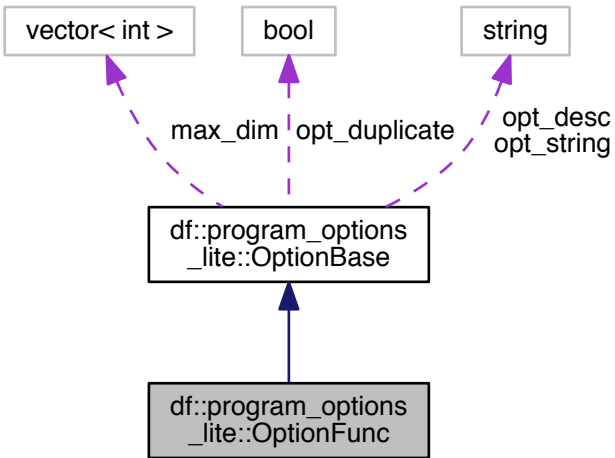 vector< int >
bool
string
max_dim
opt_duplicate
opt_desc
opt_string
df::program_options
_lite::OptionBase
df::program_options
_lite::OptionFunc